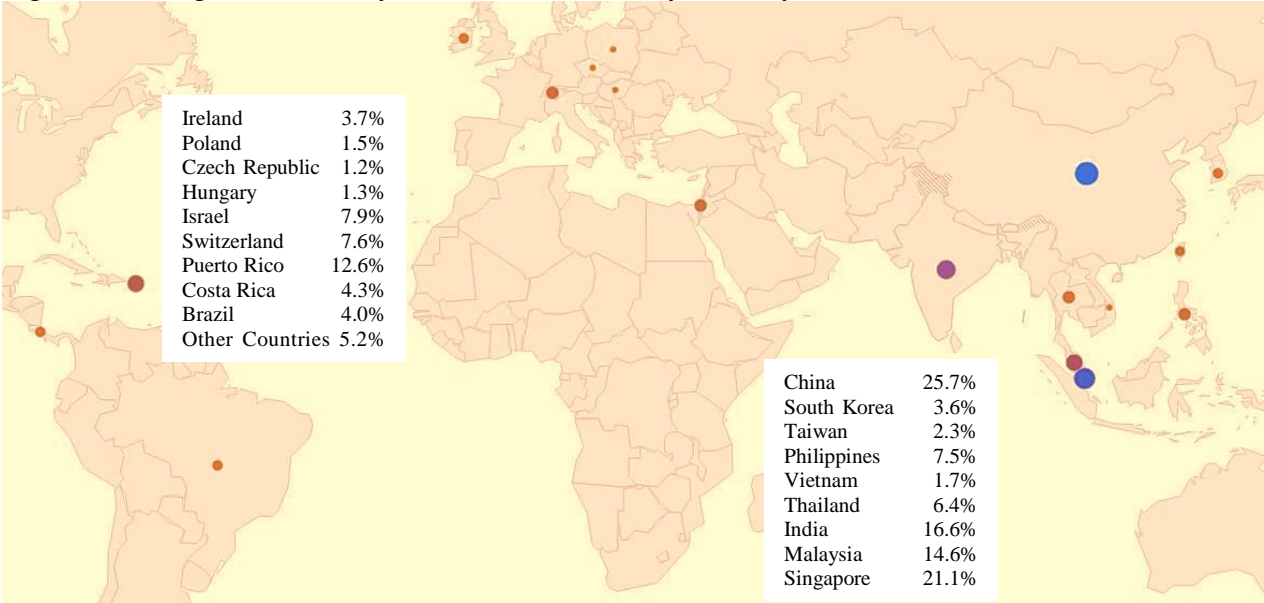 Ireland 3.7%
Poland 1.5%
Czech Republic 1.2%
Hungary 1.3%
Israel 7.9%
Switzerland 7.6%
Puerto Rico 12.6%
Costa Rica 4.3%
Brazil 4.0%
Other Countries 5.2%
China 25.7%
South Korea 3.6%
Taiwan 2.3%
Philippines 7.5%
Vietnam 1.7%
Thailand 6.4%
India 16.6%
Malaysia 14.6%
Singapore 21.1%